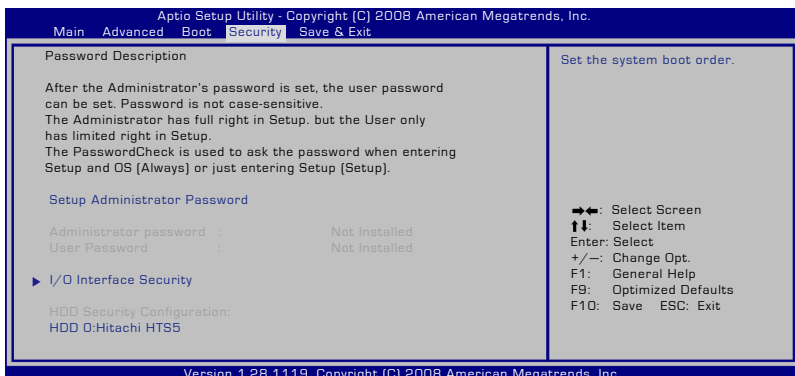 Aptio Setup Utility - Copyright (C) 2008 American Megatrends, Inc.
Main Advanced Boot Security Save & Exit
Password Description
After the Administrator's password is set, the user password
can be set. Password is not case-sensitive.
The Administrator has full right in Setup. but the User only
has limited right in Setup.
The PasswordCheck is used to ask the password when entering
Setup and OS (Always) or just entering Setup (Setup).
Setup Administrator Password
Administrator password : Not Installed
User Password : Not Installed
I/O Interface Security
HDD Security Configuration:
HDD 0:Hitachi HTS5
Set the system boot order.
→←: Select Screen
↑↓: Select Item
Enter: Select
+/—: Change Opt.
F1: General Help
F9: Optimized Defaults
F10: Save ESC: Exit
Version 1.28.1119. Copyright (C) 2008 American Megatrends, Inc.